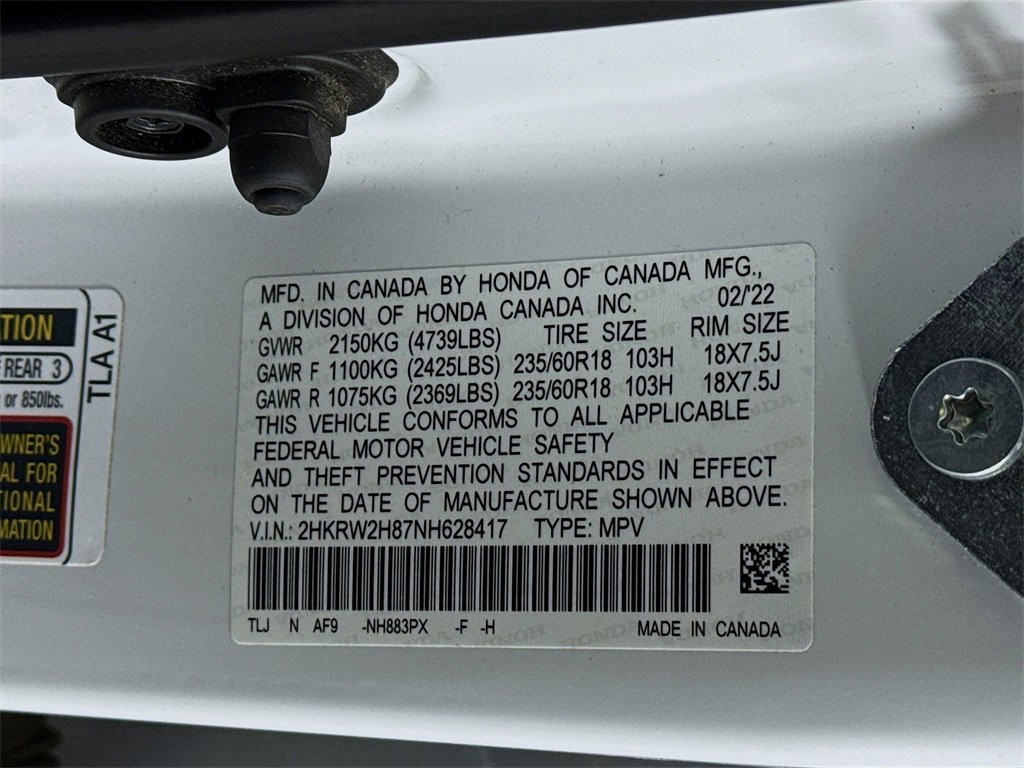 MFD. IN CANADA BY HONDA OF CANADA MFG.,
A DIVISION OF HONDA CANADA INC. 02/'22
GVWR 2150KG (4739LBS) TIRE SIZE RIM SIZE
GAWR F 1100KG (2425LBS) 235/60R18 103H 18X7.5J
GAWR R 1075KG (2369LBS) 235/60R18 103H 18X7.5J
THIS VEHICLE CONFORMS TO ALL APPLICABLE
FEDERAL MOTOR VEHICLE SAFETY
AND THEFT PREVENTION STANDARDS IN EFFECT
ON THE DATE OF MANUFACTURE SHOWN ABOVE.
V.I.N.: 2HKRW2H87NH628417 TYPE: MPV
TLJ N AF9 -NH883PX -F -H MADE IN CANADA
TION
REAR 3
or 850lbs.
WNER'S
AL FOR
TIONAL
MATION
TLA A1